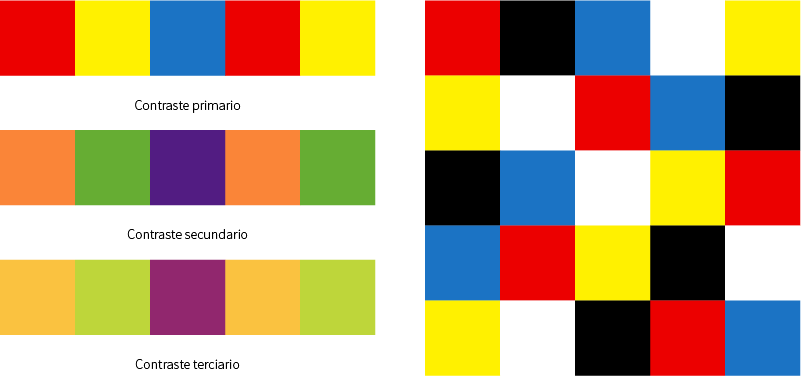 Contraste primario
Contraste secundario
Contraste terciario